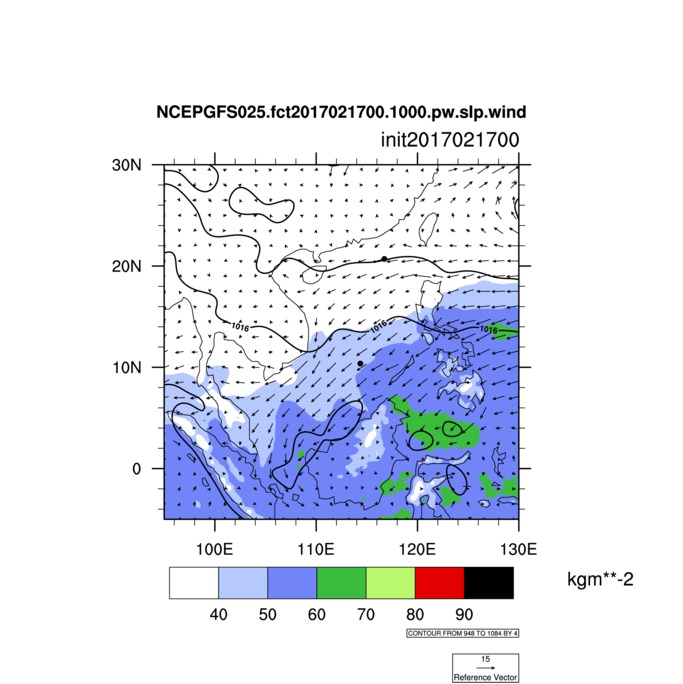 NCEPGFS025.fct2017021700.1000.pw.slp.wind
init2017021700
30N
20N
10N
0
1016
1016
1016
100E 110E 120E 130E
kgm**-2
40 50 60 70 80 90
CONTOUR FROM 948 TO 1084 BY 4
15
Reference Vector